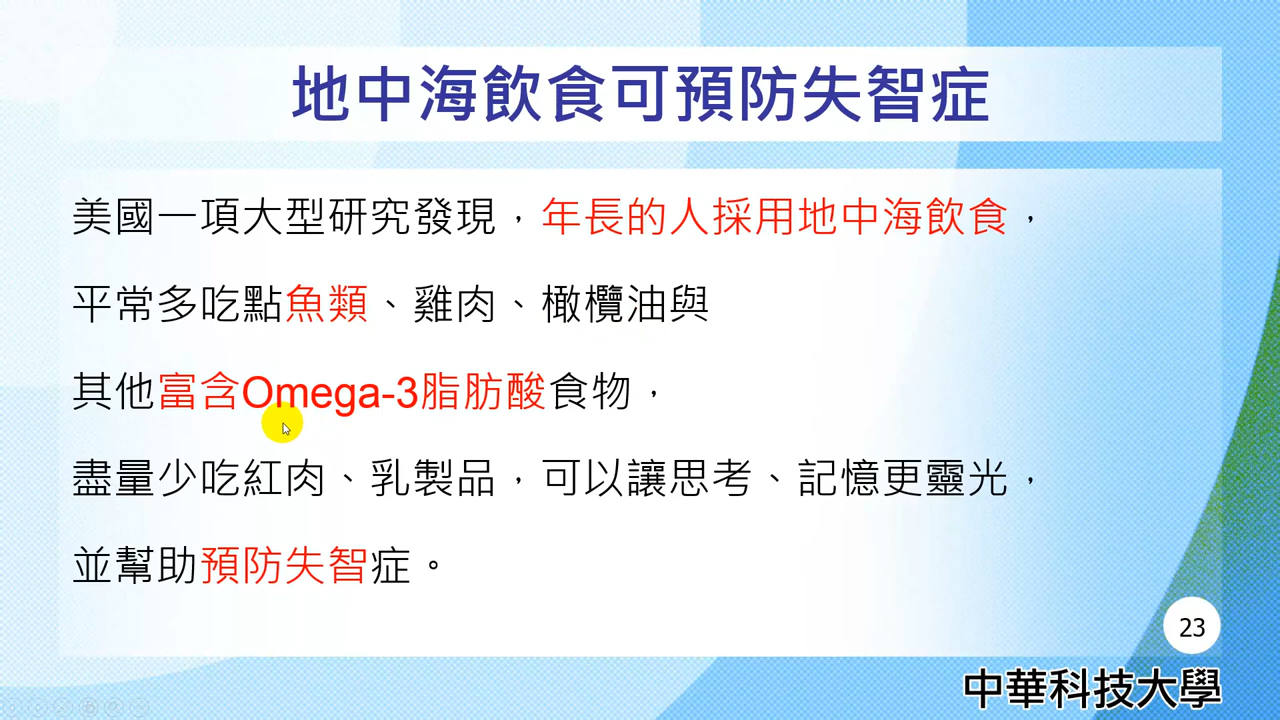 地中海飲食可預防失智症
美國一項大型研究發現，年長的人採用地中海飲食，
平常多吃點魚類、雞肉、橄欖油與
其他富含Omega-3脂肪酸食物，
盡量少吃紅肉、乳製品，可以讓思考、記憶更靈光，
並幫助預防失智症。
23
中華科技大學